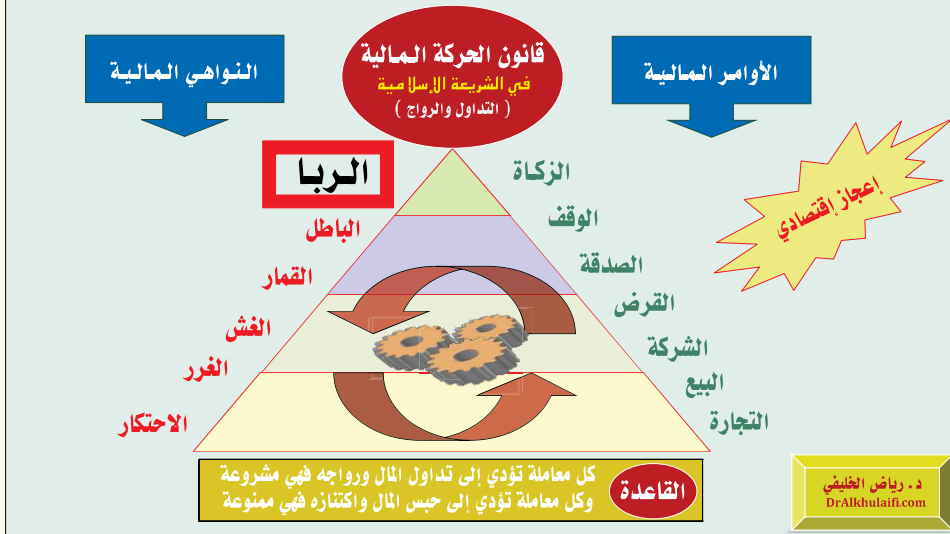 قانون الحركة المالية
في الشريعة الإسلامية
( التداول والرواج )
الأوامر المالية
النواهي المالية
إعجاز إقتصادي
الزكاة
الوقف
الصدقة
القرض
الشركة
البيع
التجارة
الربا
الباطل
القمار
الغش
الغرر
الاحتكار
القاعدة
كل معاملة تؤدي إلى تداول المال ورواجه فهي مشروعة
وكل معاملة تؤدي إلى حبس المال واكتنازه فهي ممنوعة
د. رياض الخليفي
DrAlkhulaifi.com